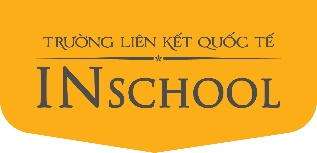 TRƯỜNG LIÊN KẾT QUỐC TẾ
INSCHOOL